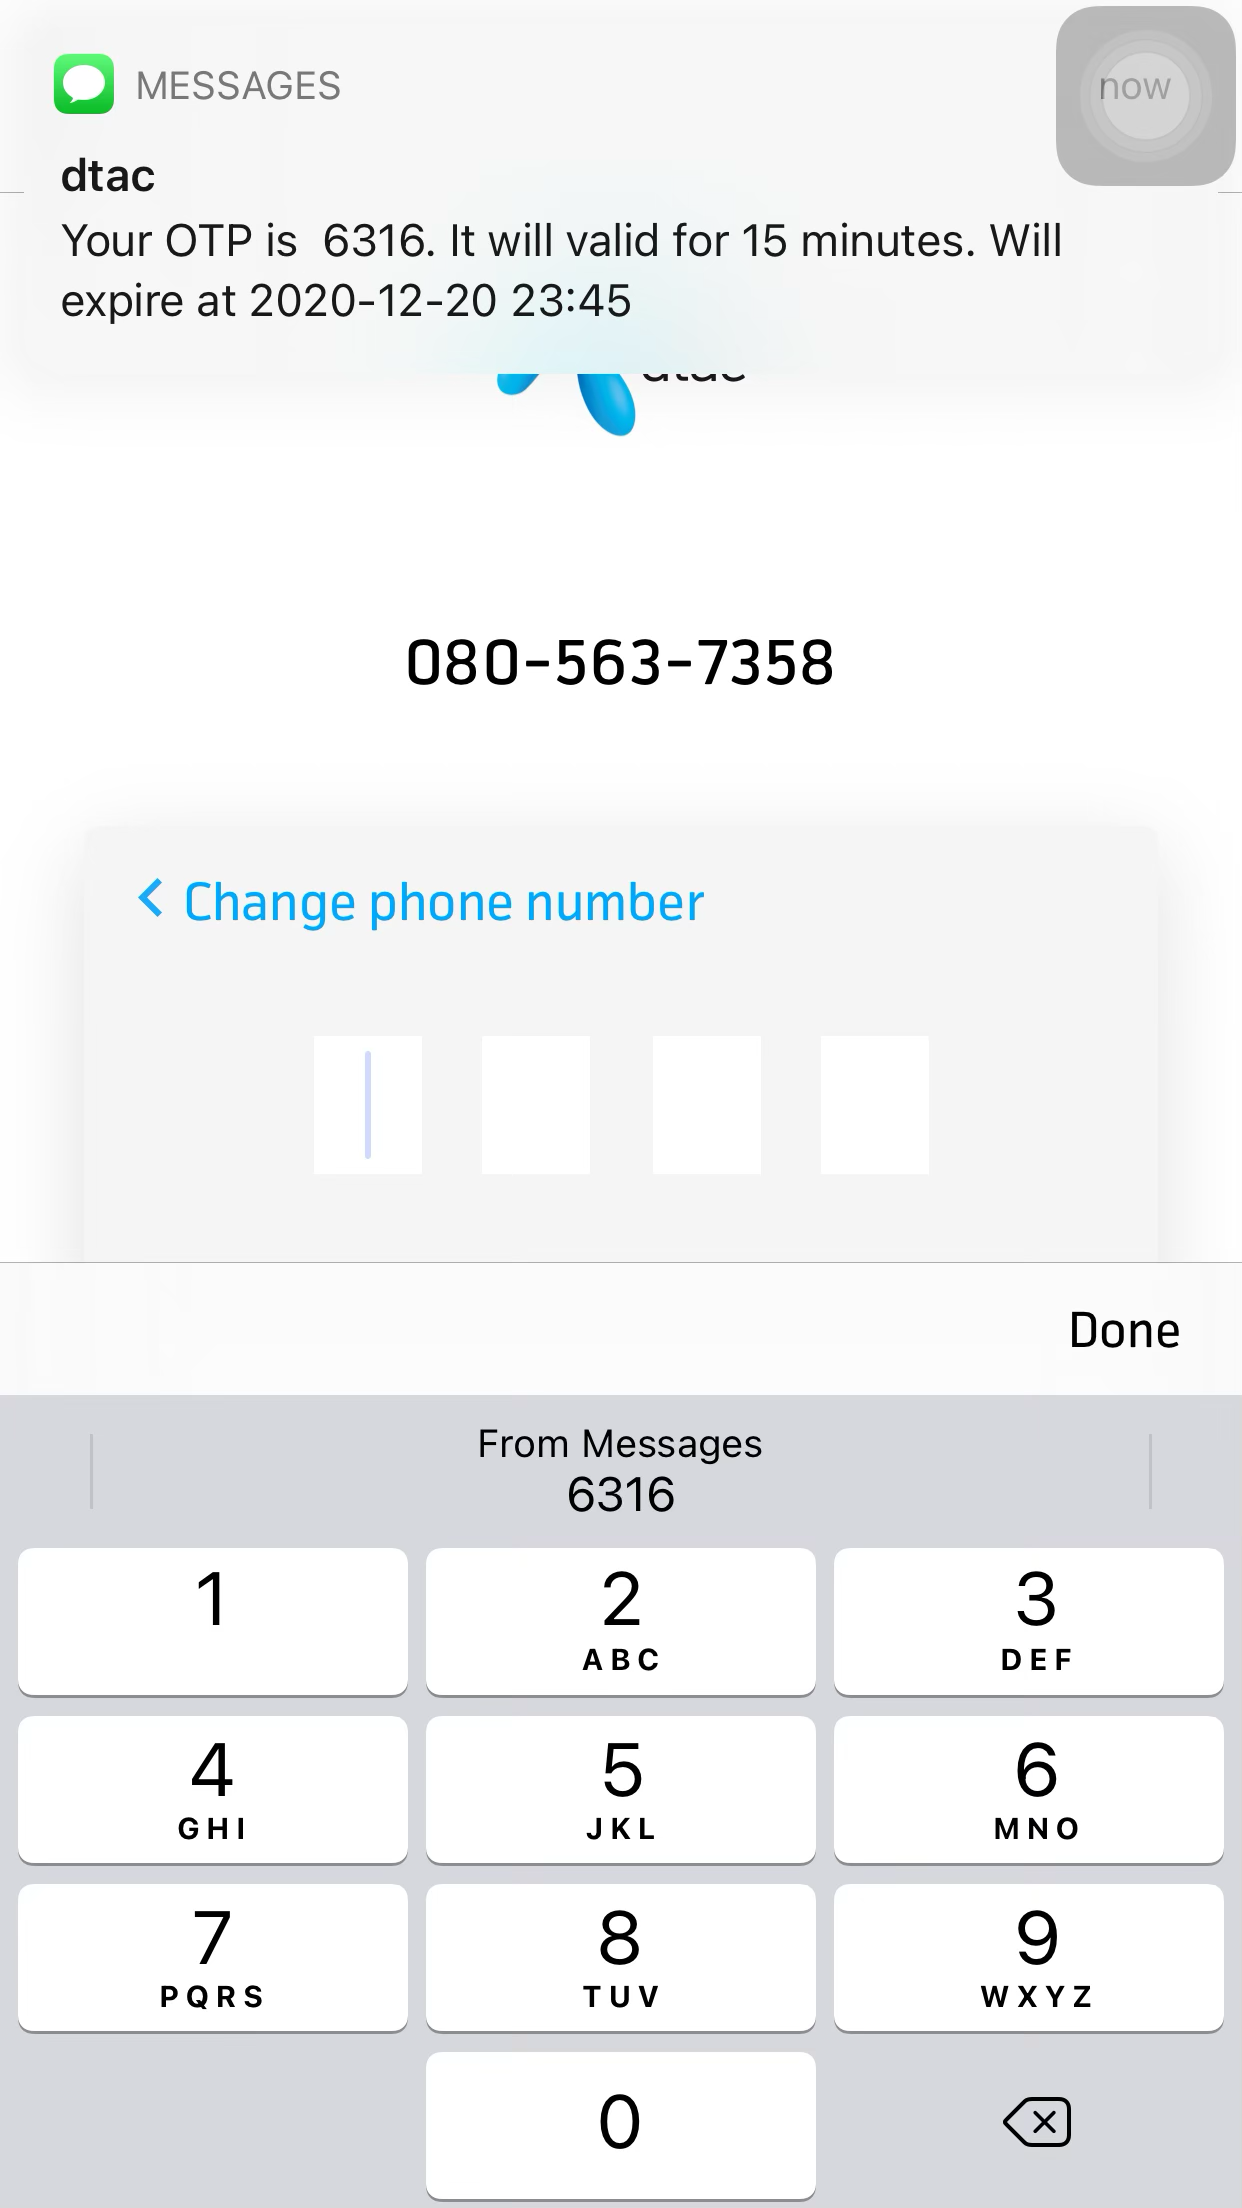 MESSAGES
now
dtac
Your OTP is  6316. It will valid for 15 minutes. Will
expire at 2020-12-20 23:45
dtac
080-563-7358
Change phone number
Done
From Messages
6316
1
2
ABC
3
DEF
4
GHI
5
JKL
6
MNO
7
PQRS
8
TUV
9
WXYZ
0